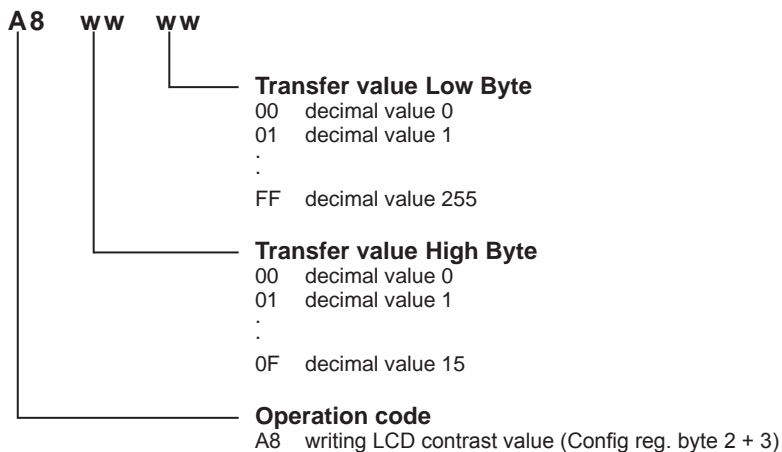 A8 ww ww
Transfer value Low Byte
00 decimal value 0
01 decimal value 1
.
.
FF decimal value 255
Transfer value High Byte
00 decimal value 0
01 decimal value 1
.
.
0F decimal value 15
Operation code
A8 writing LCD contrast value (Config reg. byte 2 + 3)